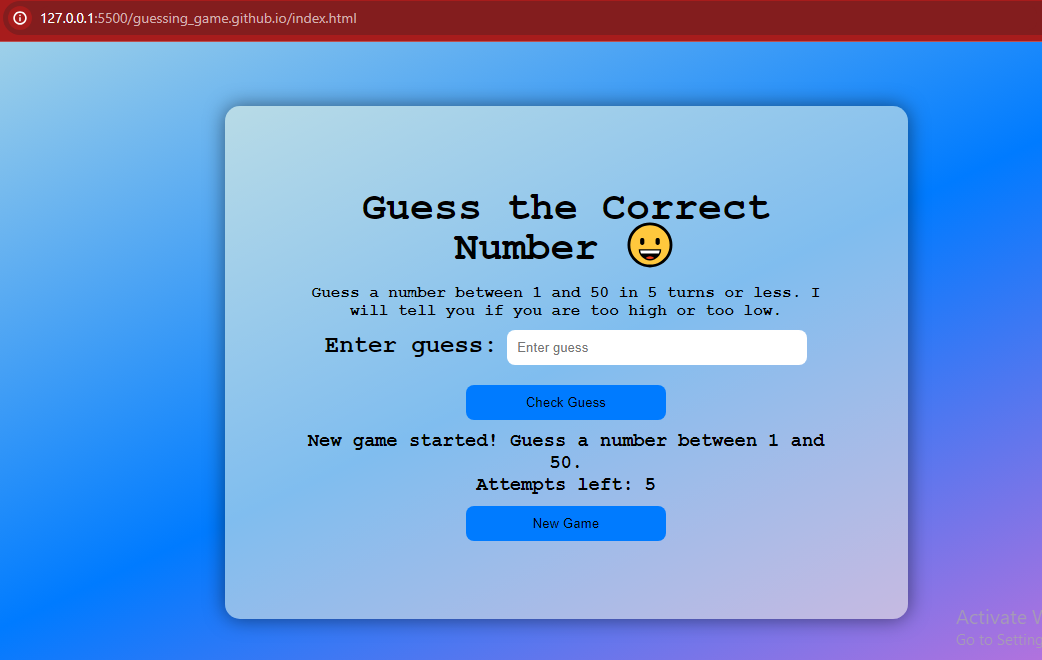 127.0.0.1:5500/guessing_game.github.io/index.html
Guess the Correct
Number 😀
Guess a number between 1 and 50 in 5 turns or less. I
will tell you if you are too high or too low.
Enter guess: Enter guess
Check Guess
New game started! Guess a number between 1 and
50.
Attempts left: 5
New Game
Activate W
Go to Setting